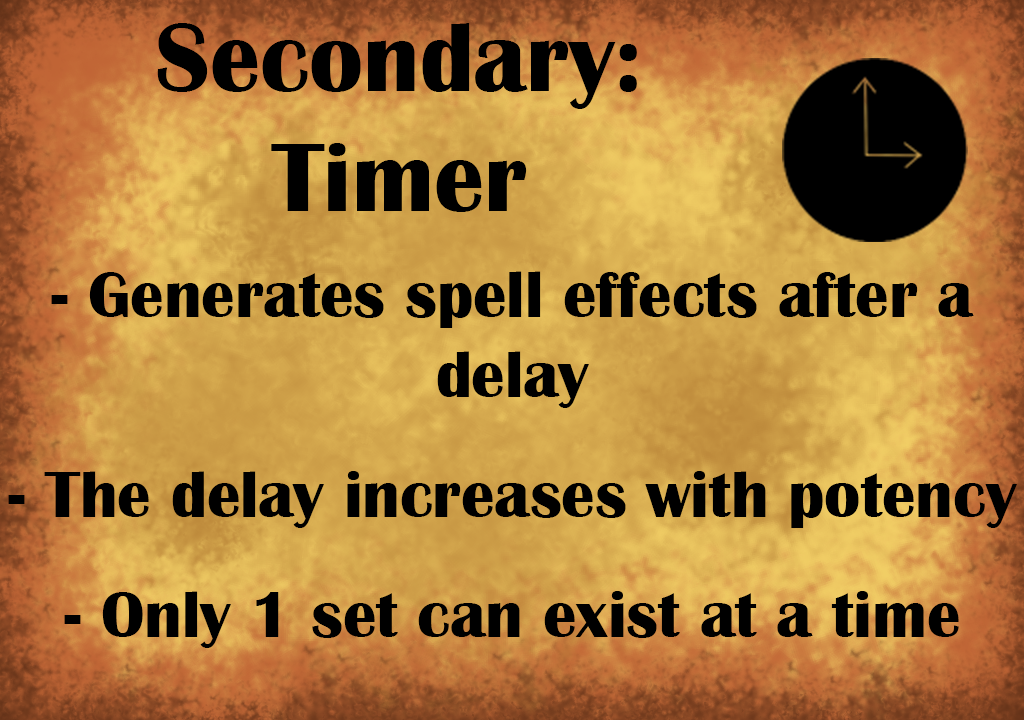 Secondary:
Timer
- Generates spell effects after a
delay
- The delay increases with potency
- Only 1 set can exist at a time